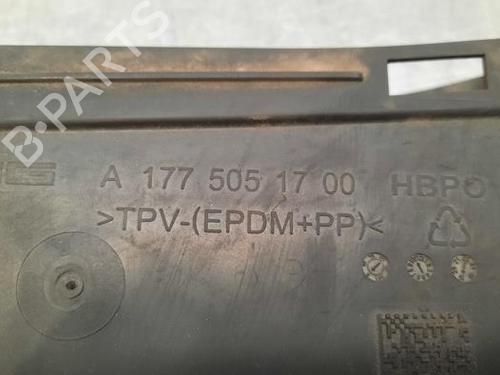 B-PARTS
A 177 505 17 00 HBPO
>TPV-(EPDM+PP)<